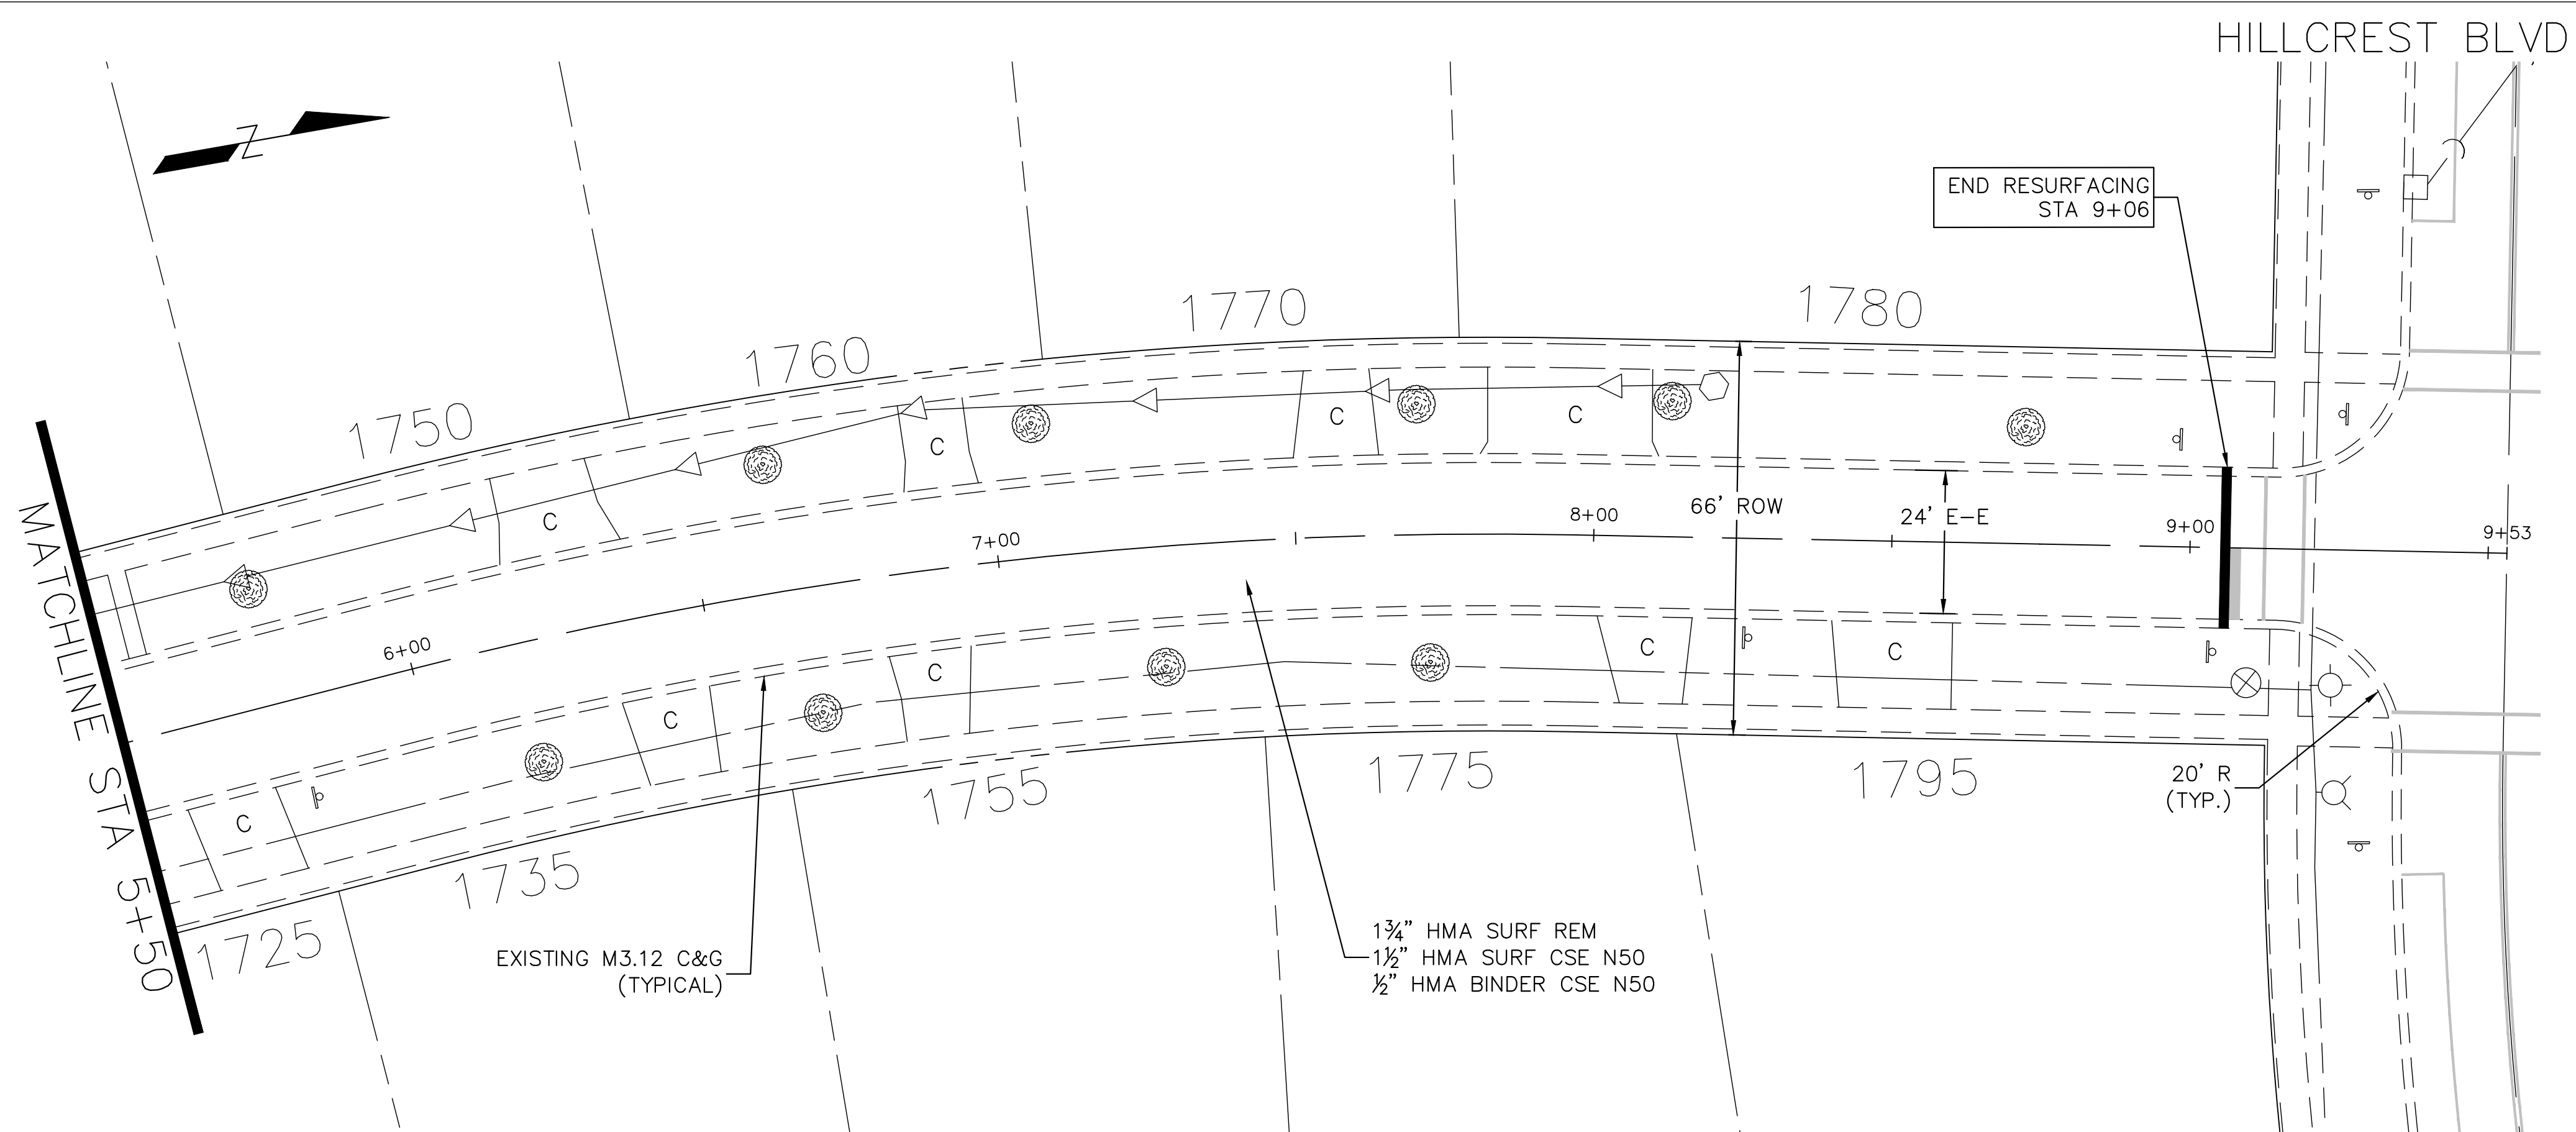 HILLCREST BLVD
N
END RESURFACING
STA 9+06
1750
1760
1770
1780
C
C
C
C
66' ROW
24' E-E
6+00
7+00
8+00
9+00
9+53
MATCHLINE STA 5+50
C
C
C
C
C
1725
1735
1755
1775
1795
20' R
(TYP.)
EXISTING M3.12 C&G
(TYPICAL)
1¾" HMA SURF REM
1½" HMA SURF CSE N50
½" HMA BINDER CSE N50